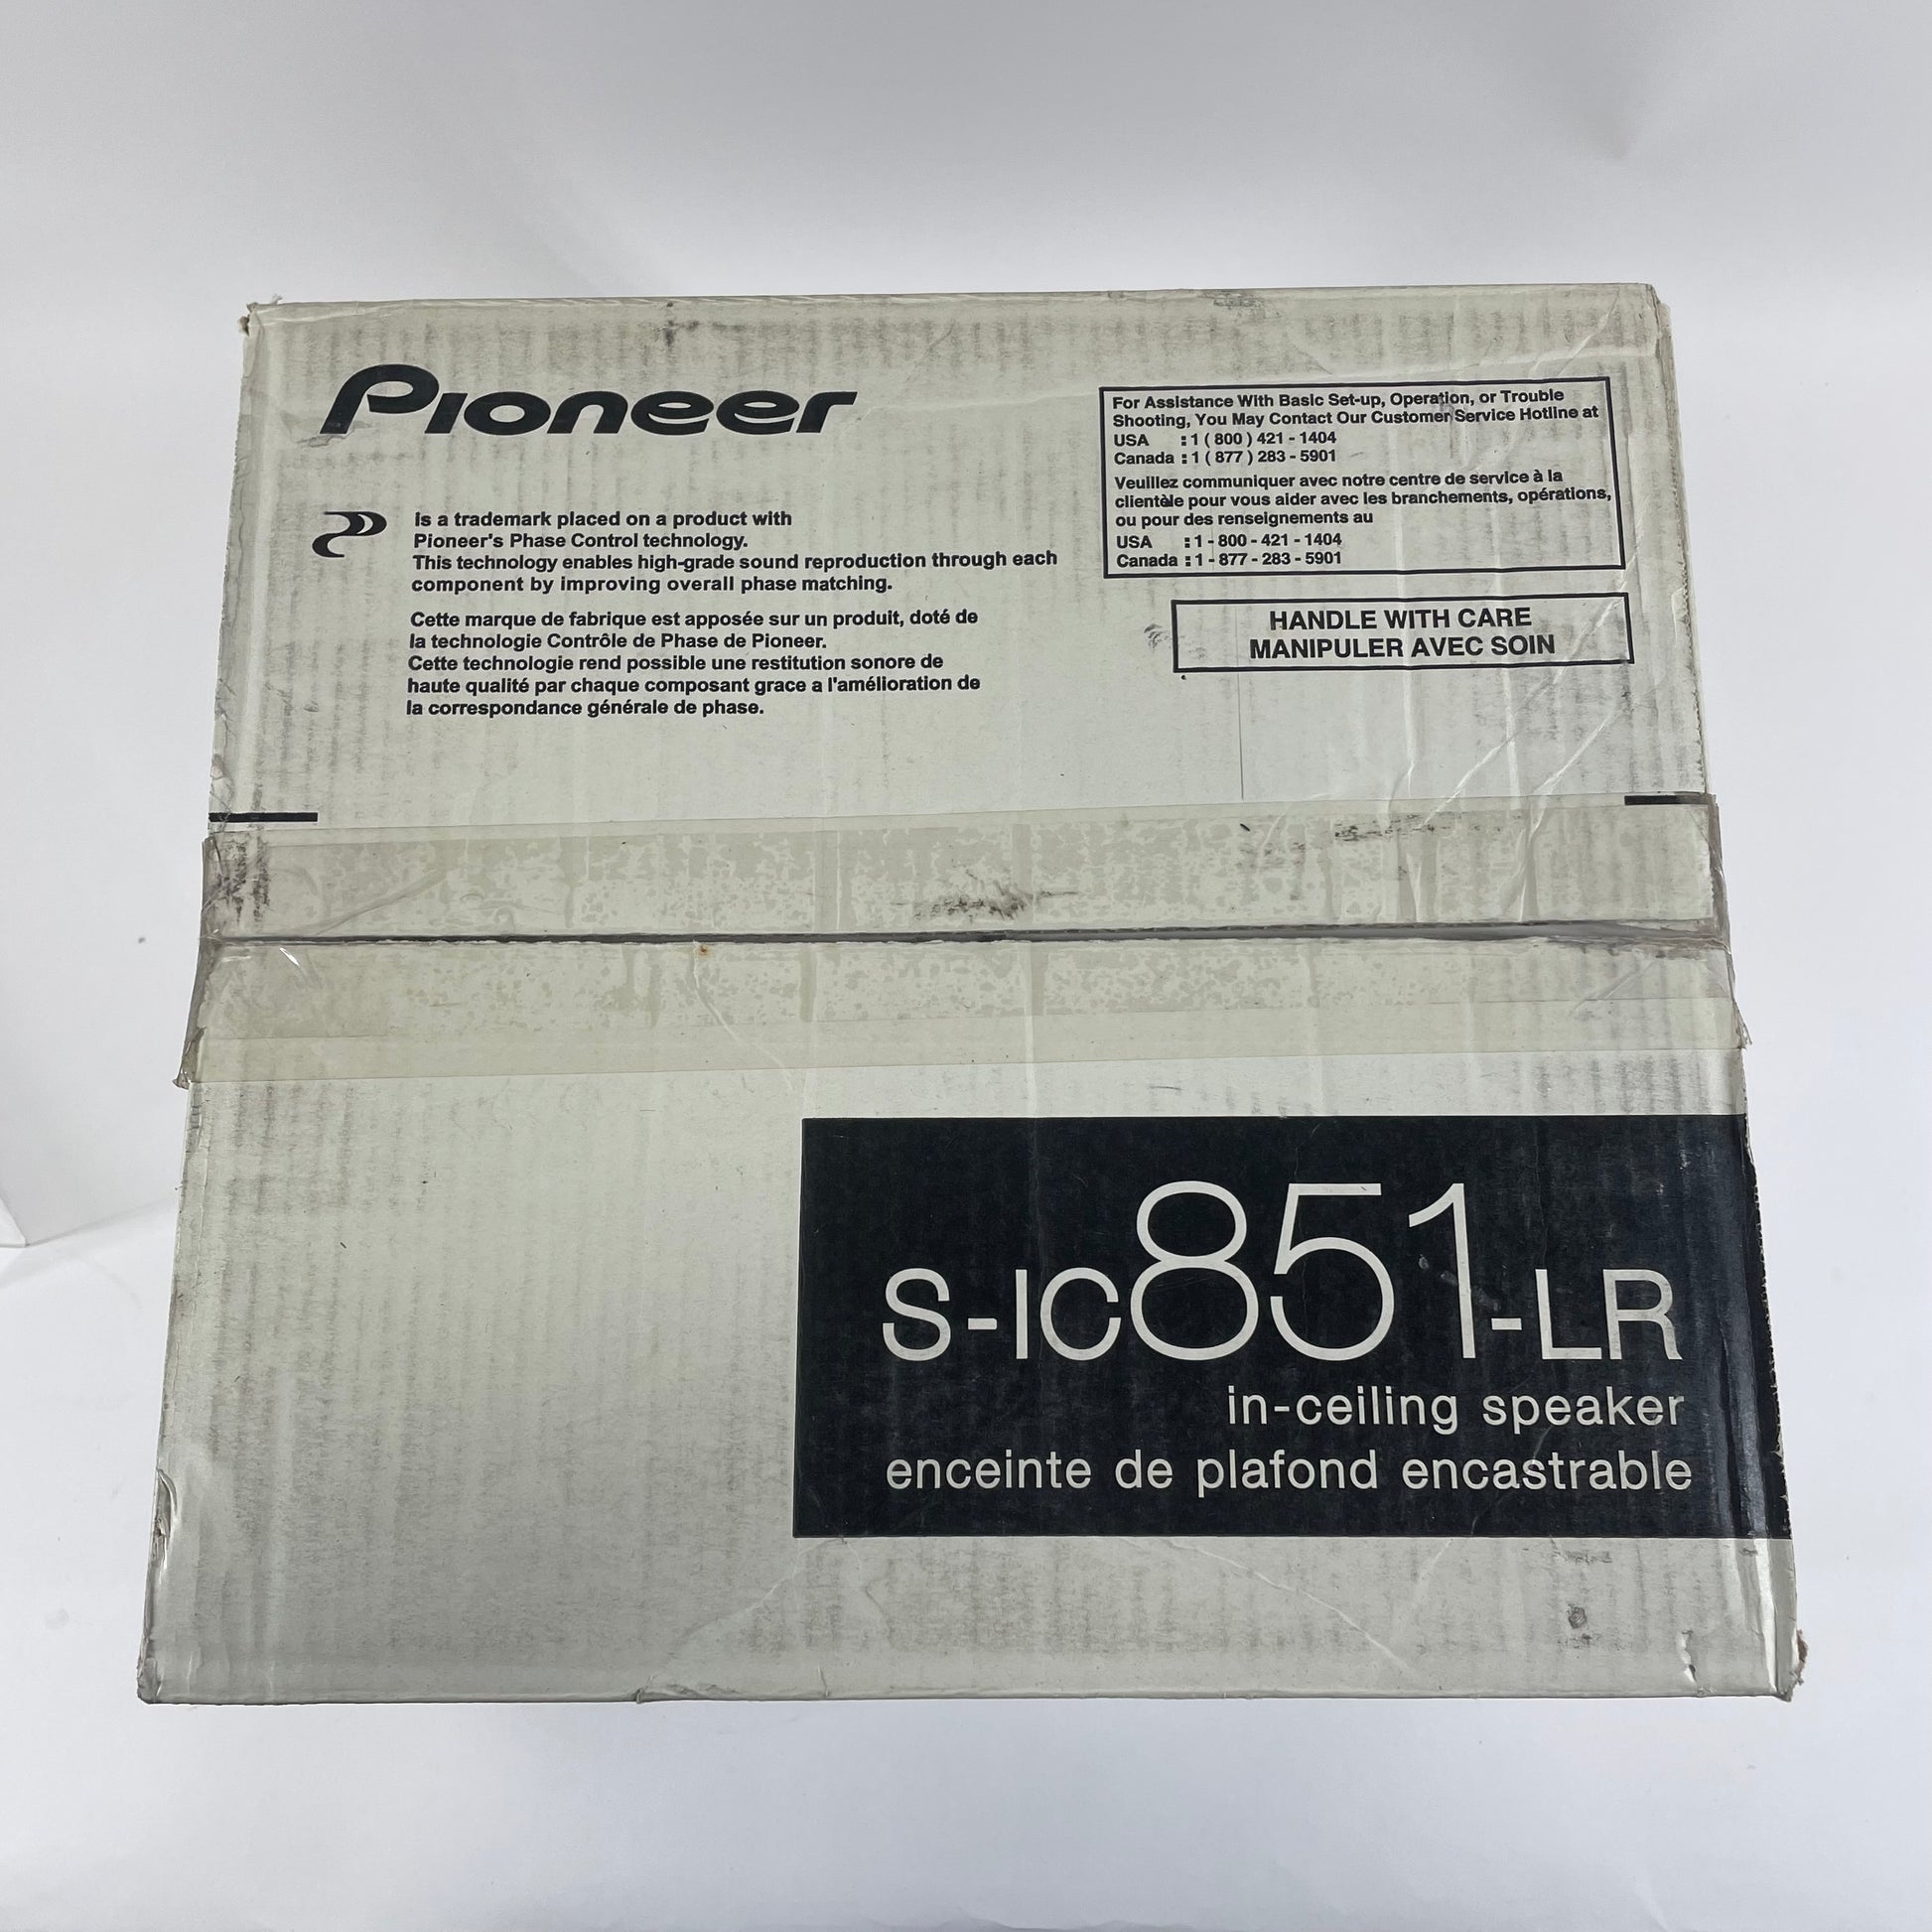 Pioneer
is a trademark placed on a product with
Pioneer's Phase Control technology.
This technology enables high-grade sound reproduction through each
component by improving overall phase matching.
Cette marque de fabrique est apposée sur un produit, doté de
la technologie Contrôle de Phase de Pioneer.
Cette technologie rend possible une restitution sonore de
haute qualité par chaque composant grace a l'amélioration de
la correspondance générale de phase.
For Assistance With Basic Set-up, Operation, or Trouble
Shooting, You May Contact Our Customer Service Hotline at
USA : 1 ( 800 ) 421 - 1404
Canada : 1 ( 877 ) 283 - 5901
Veuillez communiquer avec notre centre de service à la
clientèle pour vous aider avec les branchements, opérations,
ou pour des renseignements au
USA : 1 - 800 - 421 - 1404
Canada : 1 - 877 - 283 - 5901
HANDLE WITH CARE
MANIPULER AVEC SOIN
S-IC851-LR
in-ceiling speaker
enceinte de plafond encastrable